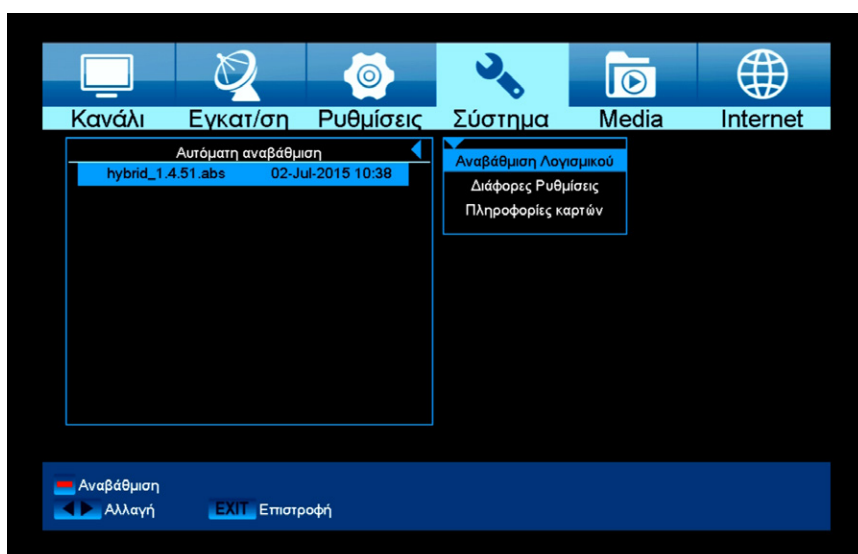 Κανάλι Εγκατ/ση Ρυθμίσεις Σύστημα Media Internet
Αυτόματη αναβάθμιση
hybrid_1.4.51.abs 02-Jul-2015 10:38
Αναβάθμιση Λογισμικού
Διάφορες Ρυθμίσεις
Πληροφορίες καρτών
Αναβάθμιση
Αλλαγή EXIT Επιστροφή